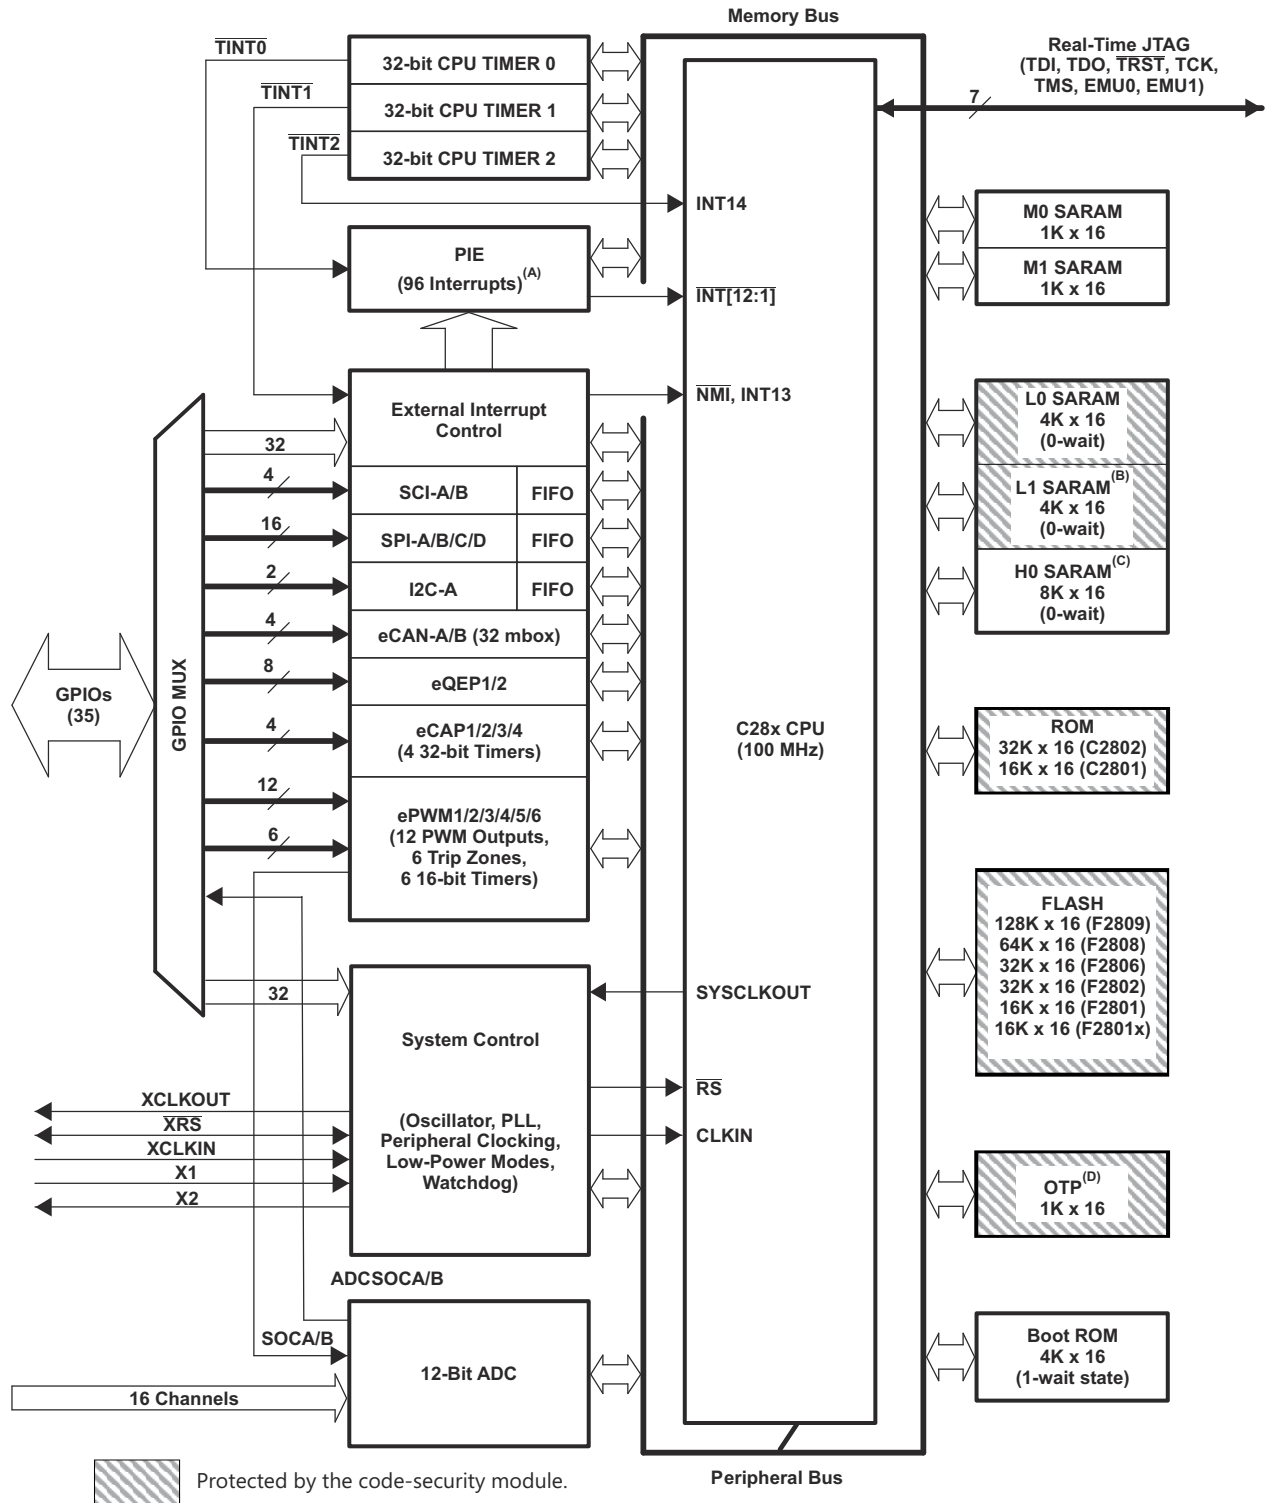 Memory Bus
TINT0
32-bit CPU TIMER 0
TINT1
32-bit CPU TIMER 1
TINT2
32-bit CPU TIMER 2
Real-Time JTAG
(TDI, TDO, TRST, TCK,
TMS, EMU0, EMU1)
7
INT14
PIE
(96 Interrupts)(A)
INT[12:1]
M0 SARAM
1K x 16
M1 SARAM
1K x 16
External Interrupt
Control
NMI, INT13
32
4
SCI-A/B
FIFO
16
SPI-A/B/C/D
FIFO
2
I2C-A
FIFO
4
eCAN-A/B (32 mbox)
8
eQEP1/2
4
eCAP1/2/3/4
(4 32-bit Timers)
12
6
ePWM1/2/3/4/5/6
(12 PWM Outputs,
6 Trip Zones,
6 16-bit Timers)
GPIOs
(35)
GPIO MUX
C28x CPU
(100 MHz)
L0 SARAM
4K x 16
(0-wait)
L1 SARAM(B)
4K x 16
(0-wait)
H0 SARAM(C)
8K x 16
(0-wait)
ROM
32K x 16 (C2802)
16K x 16 (C2801)
FLASH
128K x 16 (F2809)
64K x 16 (F2808)
32K x 16 (F2806)
32K x 16 (F2802)
16K x 16 (F2801)
16K x 16 (F2801x)
32
SYSCLKOUT
System Control
(Oscillator, PLL,
Peripheral Clocking,
Low-Power Modes,
Watchdog)
RS
CLKIN
XCLKOUT
XRS
XCLKIN
X1
X2
OTP(D)
1K x 16
ADCSOCA/B
SOCA/B
12-Bit ADC
16 Channels
Boot ROM
4K x 16
(1-wait state)
Peripheral Bus
Protected by the code-security module.